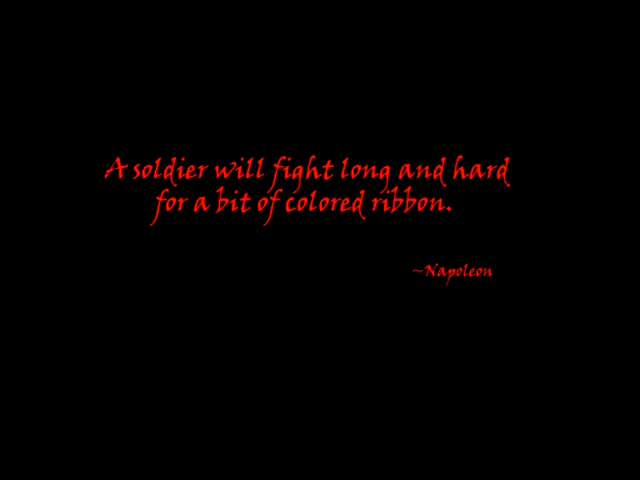 A soldier will fight long and hard
for a bit of colored ribbon.
~Napoleon